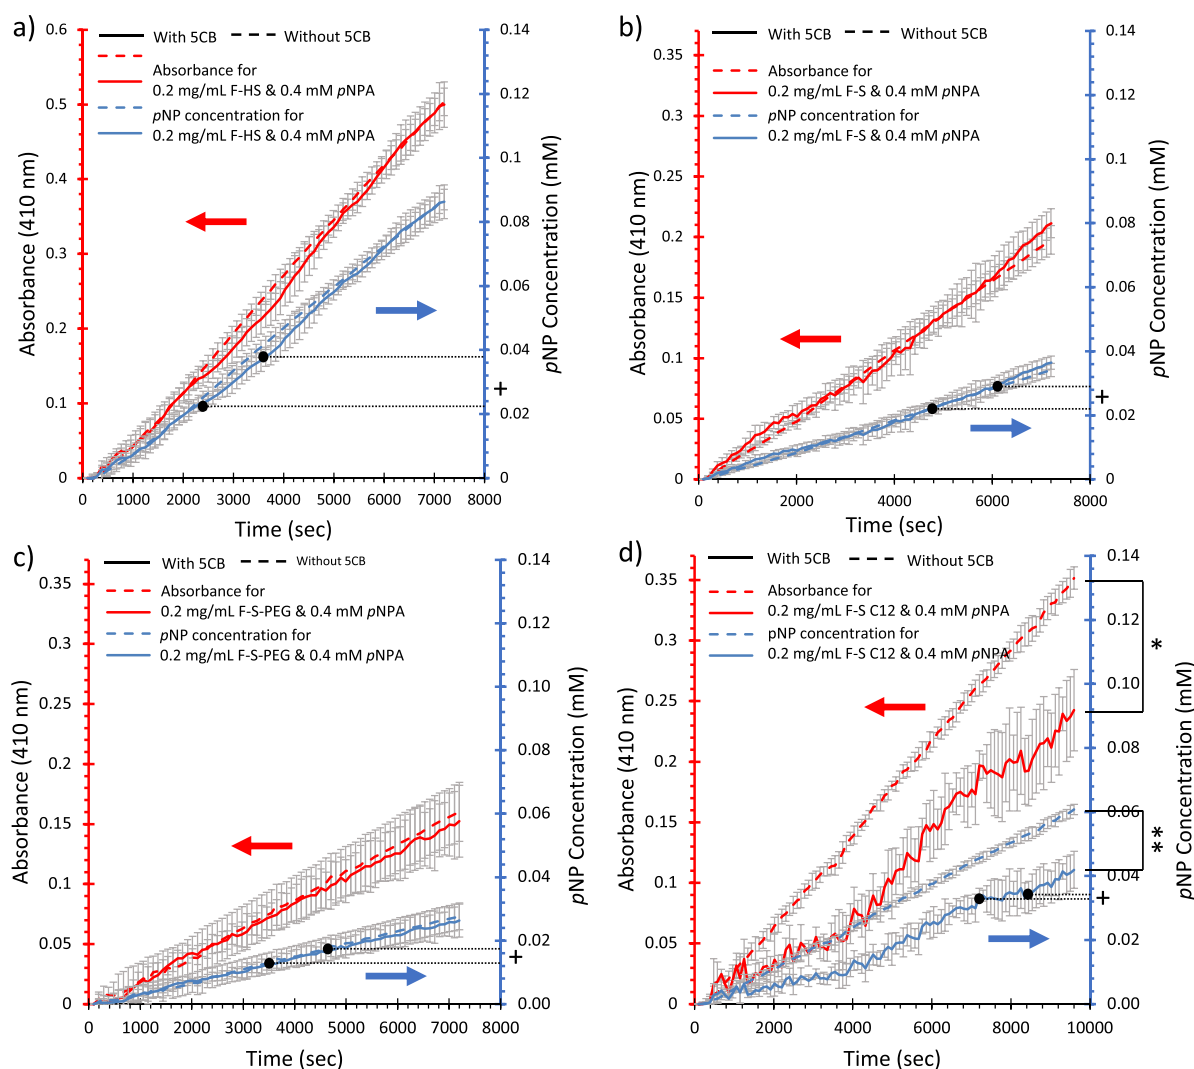 a)
With 5CB
Without 5CB
Absorbance for
0.2 mg/mL F-HS & 0.4 mM pNPA
pNP concentration for
0.2 mg/mL F-HS & 0.4 mM pNPA
Absorbance (410 nm)
0.6
0.5
0.4
0.3
0.2
0.1
0
0 1000 2000 3000 4000 5000 6000 7000 8000
Time (sec)
0.14
0.12
0.1
0.08
0.06
0.04
0.02
0
+
pNP Concentration (mM)
b)
With 5CB
Without 5CB
Absorbance for
0.2 mg/mL F-S & 0.4 mM pNPA
pNP concentration for
0.2 mg/mL F-S & 0.4 mM pNPA
Absorbance (410 nm)
0.35
0.3
0.25
0.2
0.15
0.1
0.05
0
0 2000 4000 6000 8000
Time (sec)
0.14
0.12
0.1
0.08
0.06
0.04
0.02
0
+
pNP Concentration (mM)
c)
With 5CB
Without 5CB
Absorbance for
0.2 mg/mL F-S-PEG & 0.4 mM pNPA
pNP concentration for
0.2 mg/mL F-S-PEG & 0.4 mM pNPA
Absorbance (410 nm)
0.35
0.3
0.25
0.2
0.15
0.1
0.05
0
0 1000 2000 3000 4000 5000 6000 7000 8000
Time (sec)
0.14
0.12
0.10
0.08
0.06
0.04
0.02
0.00
+
pNP Concentration (mM)
d)
With 5CB
Without 5CB
Absorbance for
0.2 mg/mL F-S C12 & 0.4 mM pNPA
pNP concentration for
0.2 mg/mL F-S C12 & 0.4 mM pNPA
Absorbance (410 nm)
0.35
0.3
0.25
0.2
0.15
0.1
0.05
0
0 2000 4000 6000 8000 10000
Time (sec)
0.14
0.12
0.10
0.08
0.06
0.04
0.02
0.00
*
**
+
pNP Concentration (mM)